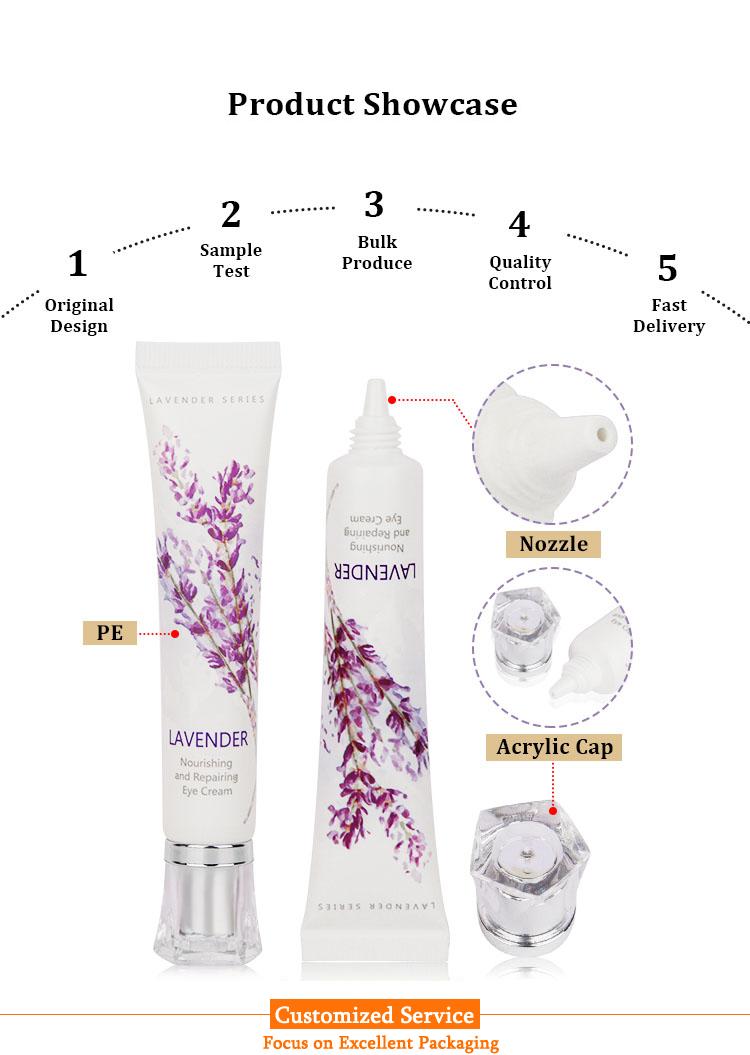 Product Showcase
1
Original
Design
2
Sample
Test
3
Bulk
Produce
4
Quality
Control
5
Fast
Delivery
LAVENDER SERIES
PE
LAVENDER
Nourishing
and Repairing
Eye Cream
LAVENDER SERIES
LAVENDER
Nourishing
and Repairing
Eye Cream
Nozzle
Acrylic Cap
Customized Service
Focus on Excellent Packaging